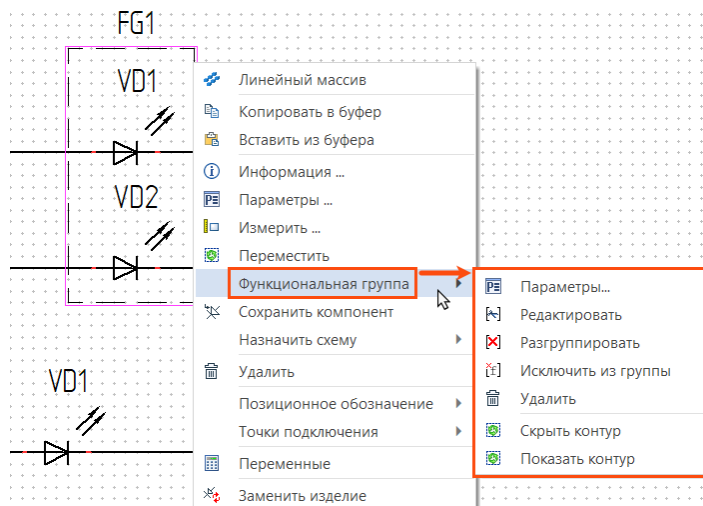 FG1
VD1
VD2
VD1
Линейный массив
Копировать в буфер
Вставить из буфера
Информация ...
Параметры ...
Измерить ...
Переместить
Функциональная группа
Сохранить компонент
Назначить схему
Удалить
Позиционное обозначение
Точки подключения
Переменные
Заменить изделие
Параметры...
Редактировать
Разгруппировать
Исключить из группы
Удалить
Скрыть контур
Показать контур